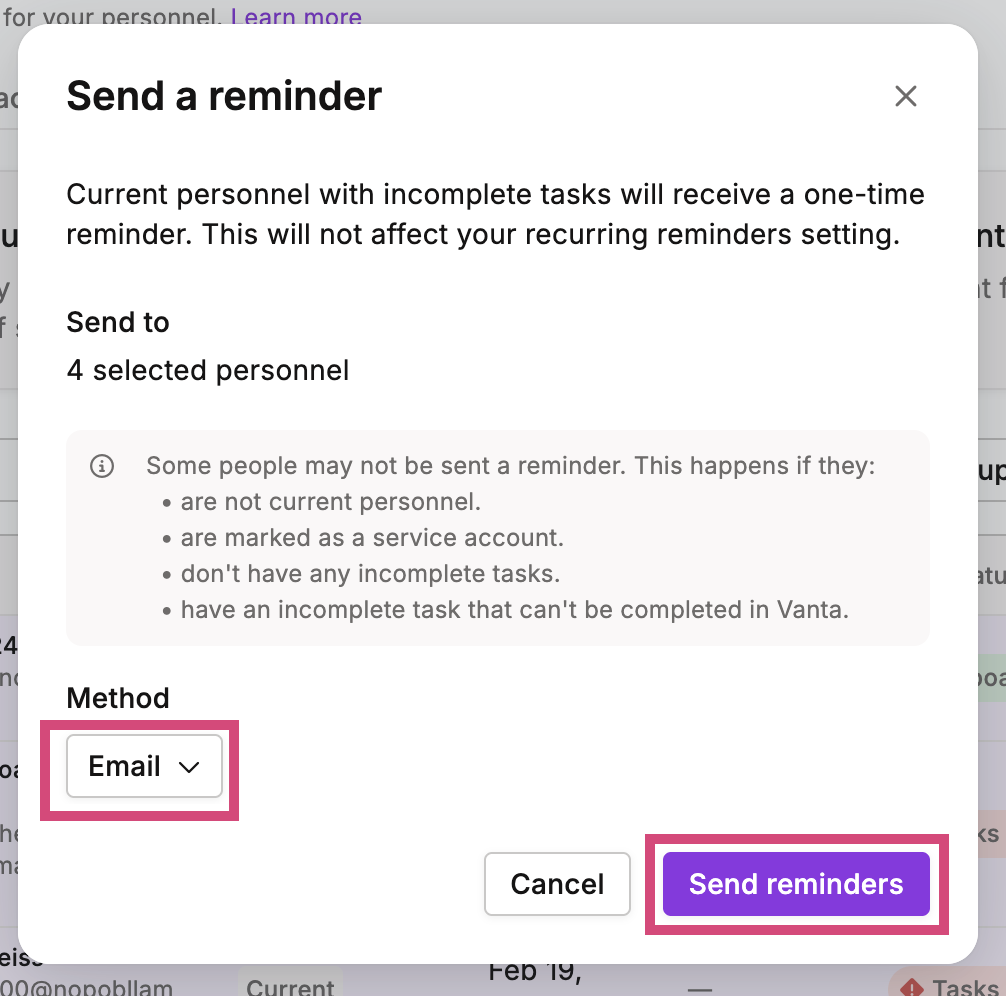 for your personnel. Learn more
Send a reminder
Current personnel with incomplete tasks will receive a one-time
reminder. This will not affect your recurring reminders setting.
Send to
4 selected personnel
Some people may not be sent a reminder. This happens if they:
• are not current personnel.
• are marked as a service account.
• don't have any incomplete tasks.
• have an incomplete task that can't be completed in Vanta.
Method
Email
Cancel
Send reminders
Feb 19,
00@nopobllam
Current
—
Tasks